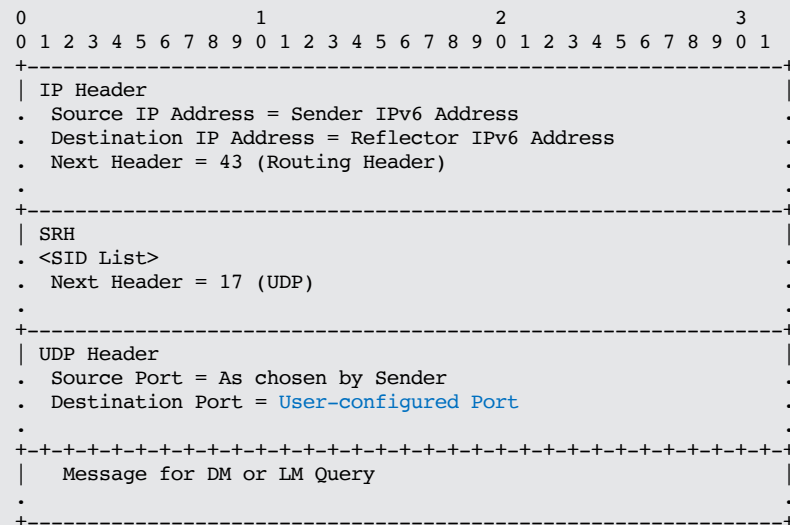 0                   1                   2                   3
0 1 2 3 4 5 6 7 8 9 0 1 2 3 4 5 6 7 8 9 0 1 2 3 4 5 6 7 8 9 0 1
+---------------------------------------------------------------+
| IP Header                                                     |
.  Source IP Address = Sender IPv6 Address                      .
.  Destination IP Address = Reflector IPv6 Address              .
.  Next Header = 43 (Routing Header)                            .
.                                                               .
+---------------------------------------------------------------+
| SRH                                                           |
. <SID List>                                                    .
.  Next Header = 17 (UDP)                                       .
.                                                               .
+---------------------------------------------------------------+
| UDP Header                                                    |
.  Source Port = As chosen by Sender                            .
.  Destination Port = User-configured Port                      .
.                                                               .
+-+-+-+-+-+-+-+-+-+-+-+-+-+-+-+-+-+-+-+-+-+-+-+-+-+-+-+-+-+-+-+-+
|   Message for DM or LM Query                                  |
.                                                               .
+---------------------------------------------------------------+